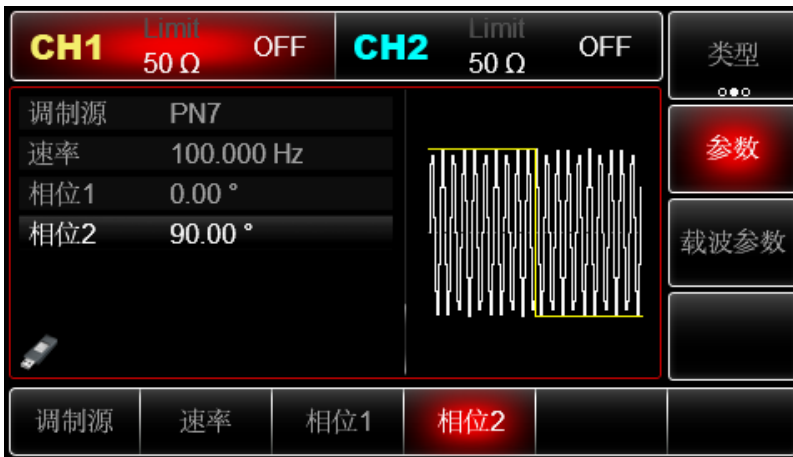 CH1 Limit 50 Ω OFF CH2 Limit 50 Ω OFF
类型
调制源 PN7
速率 100.000 Hz
相位1 0.00 °
相位2 90.00 °
参数
载波参数
调制源 速率 相位1 相位2